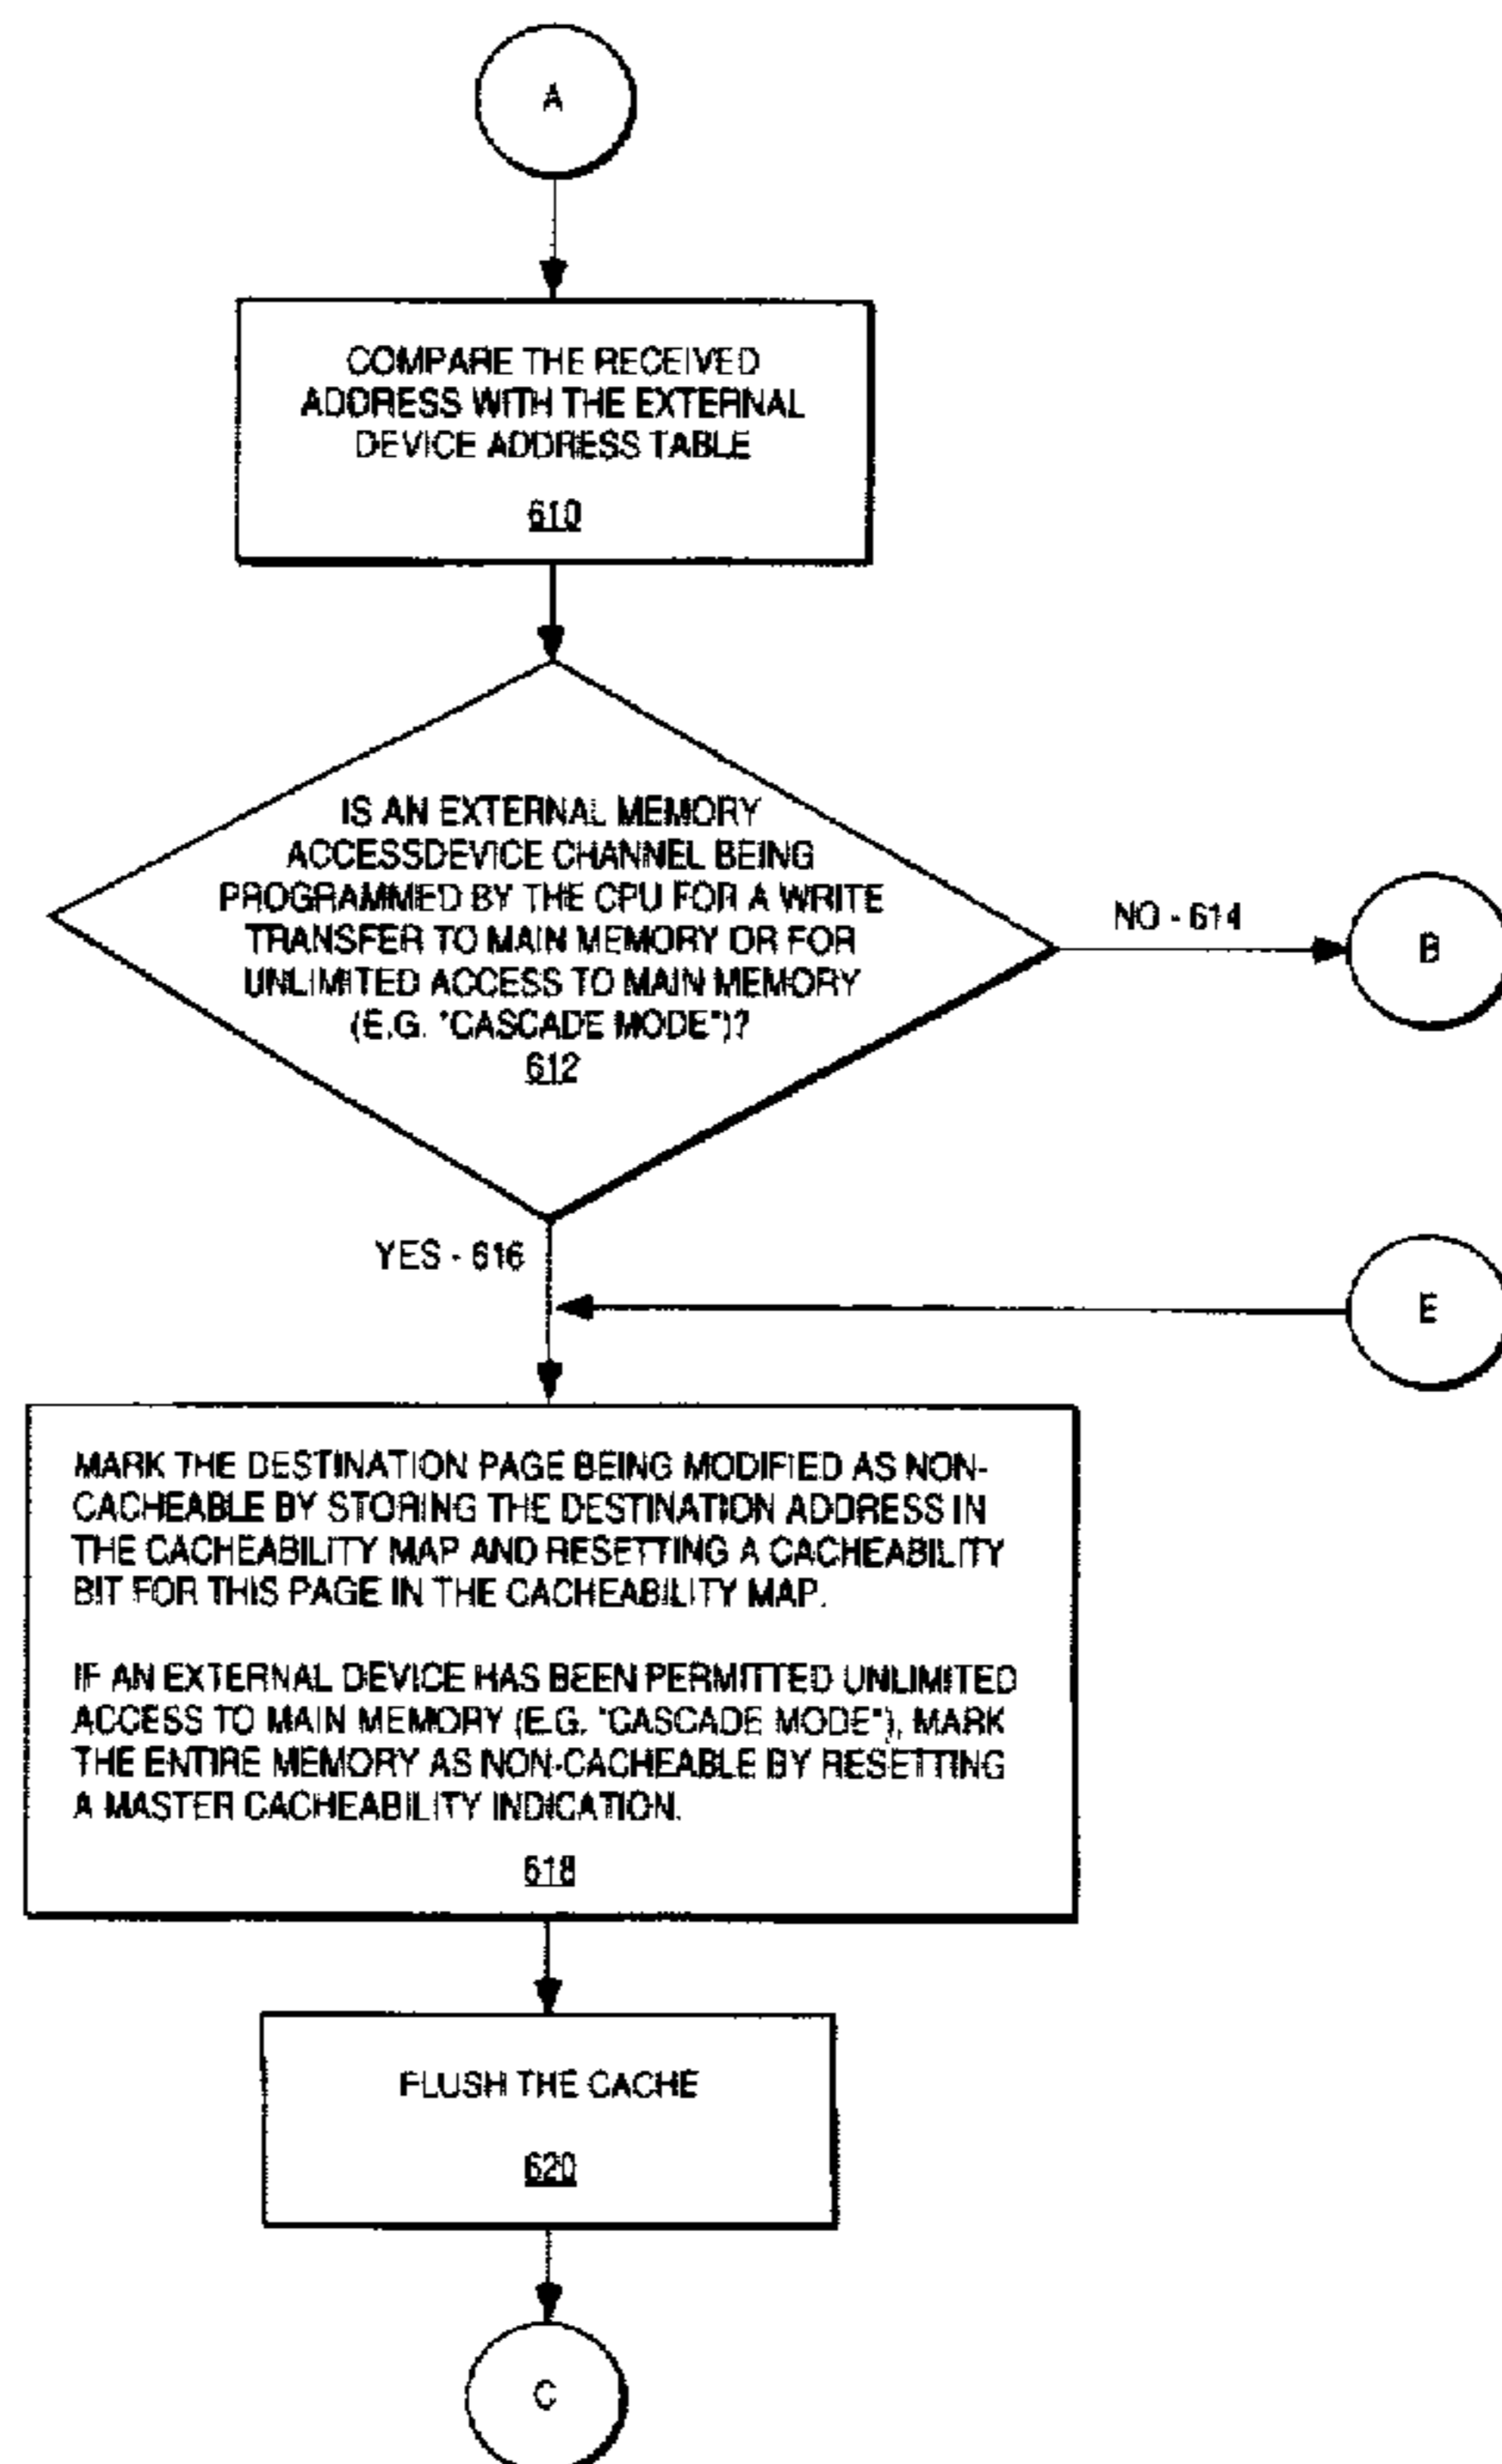 A
COMPARE THE RECEIVED
ADDRESS WITH THE EXTERNAL
DEVICE ADDRESS TABLE
610
IS AN EXTERNAL MEMORY
ACCESSDEVICE CHANNEL BEING
PROGRAMMED BY THE CPU FOR A WRITE
TRANSFER TO MAIN MEMORY OR FOR
UNLIMITED ACCESS TO MAIN MEMORY
(E.G. "CASCADE MODE")?
612
NO - 614
B
YES - 616
E
MARK THE DESTINATION PAGE BEING MODIFIED AS NON-
CACHEABLE BY STORING THE DESTINATION ADDRESS IN
THE CACHEABILITY MAP AND RESETTING A CACHEABILITY
BIT FOR THIS PAGE IN THE CACHEABILITY MAP.
IF AN EXTERNAL DEVICE HAS BEEN PERMITTED UNLIMITED
ACCESS TO MAIN MEMORY (E.G. "CASCADE MODE"), MARK
THE ENTIRE MEMORY AS NON-CACHEABLE BY RESETTING
A MASTER CACHEABILITY INDICATION.
618
FLUSH THE CACHE
620
C